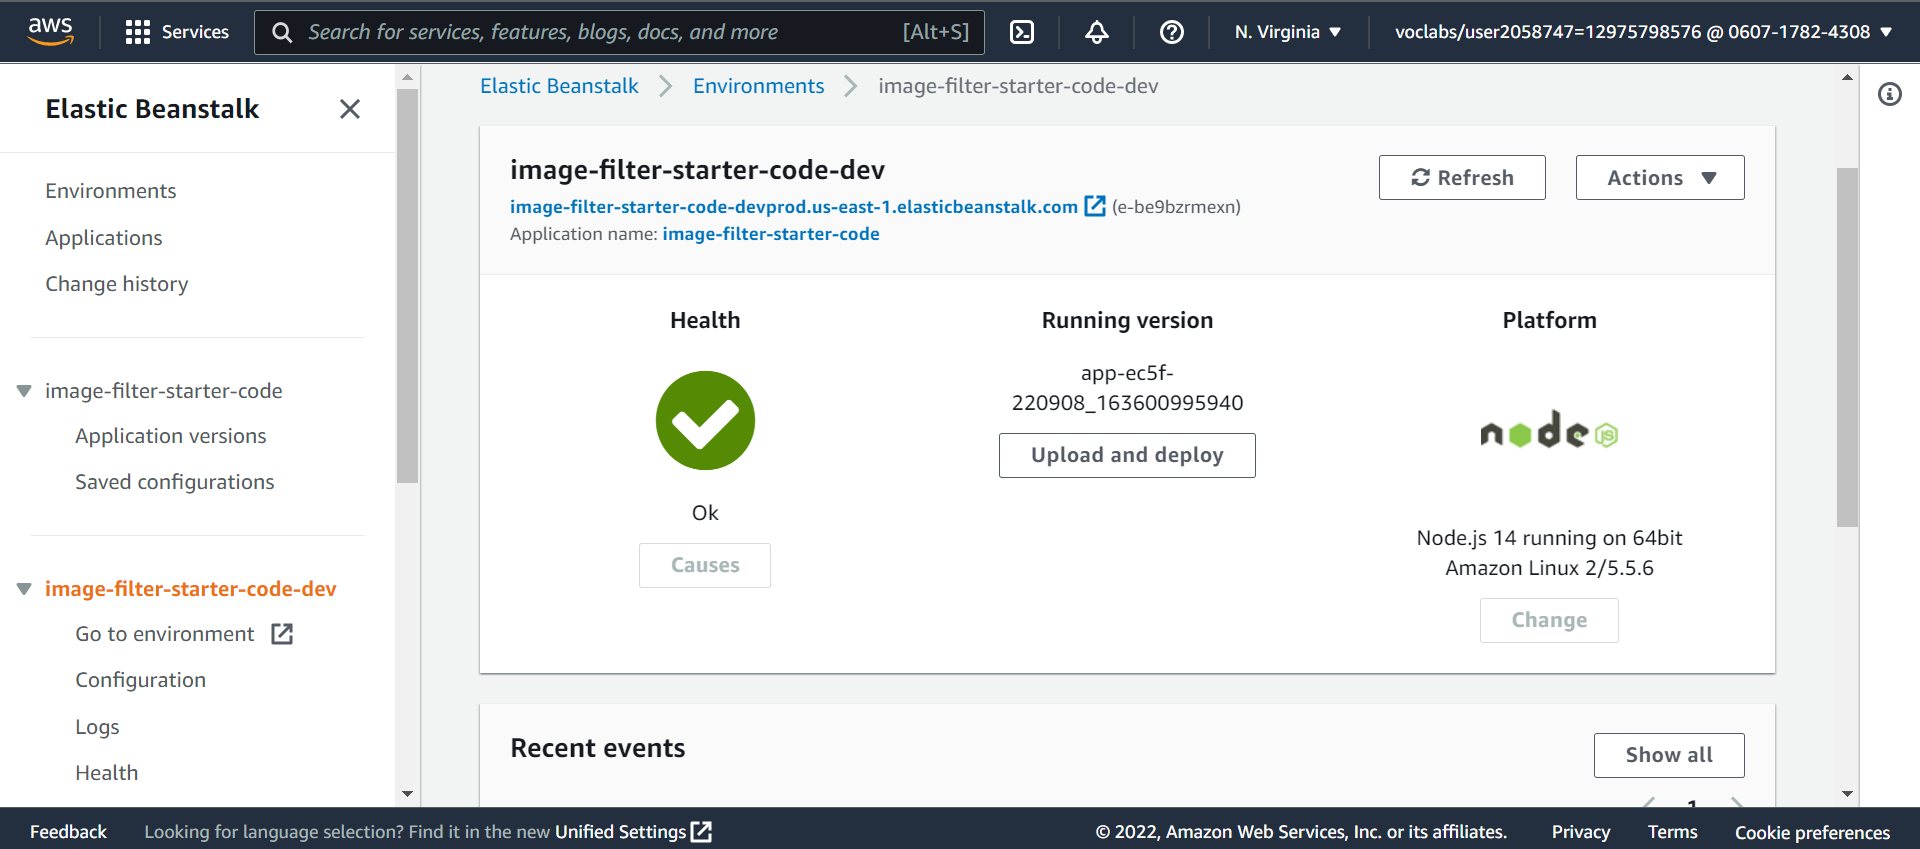 aws
Services
Search for services, features, blogs, docs, and more
[Alt+S]
N. Virginia
voclabs/user2058747=12975798576 @ 0607-1782-4308
Elastic Beanstalk
Environments
Applications
Change history
image-filter-starter-code
Application versions
Saved configurations
image-filter-starter-code-dev
Go to environment
Configuration
Logs
Health
Elastic Beanstalk
Environments
image-filter-starter-code-dev
image-filter-starter-code-dev
image-filter-starter-code-devprod.us-east-1.elasticbeanstalk.com (e-be9bzrmexn)
Application name: image-filter-starter-code
Refresh
Actions
Health
Ok
Causes
Running version
app-ec5f-
220908_163600995940
Upload and deploy
Platform
node JS
Node.js 14 running on 64bit
Amazon Linux 2/5.5.6
Change
Recent events
Show all
1
Feedback
Looking for language selection? Find it in the new Unified Settings
© 2022, Amazon Web Services, Inc. or its affiliates.
Privacy
Terms
Cookie preferences